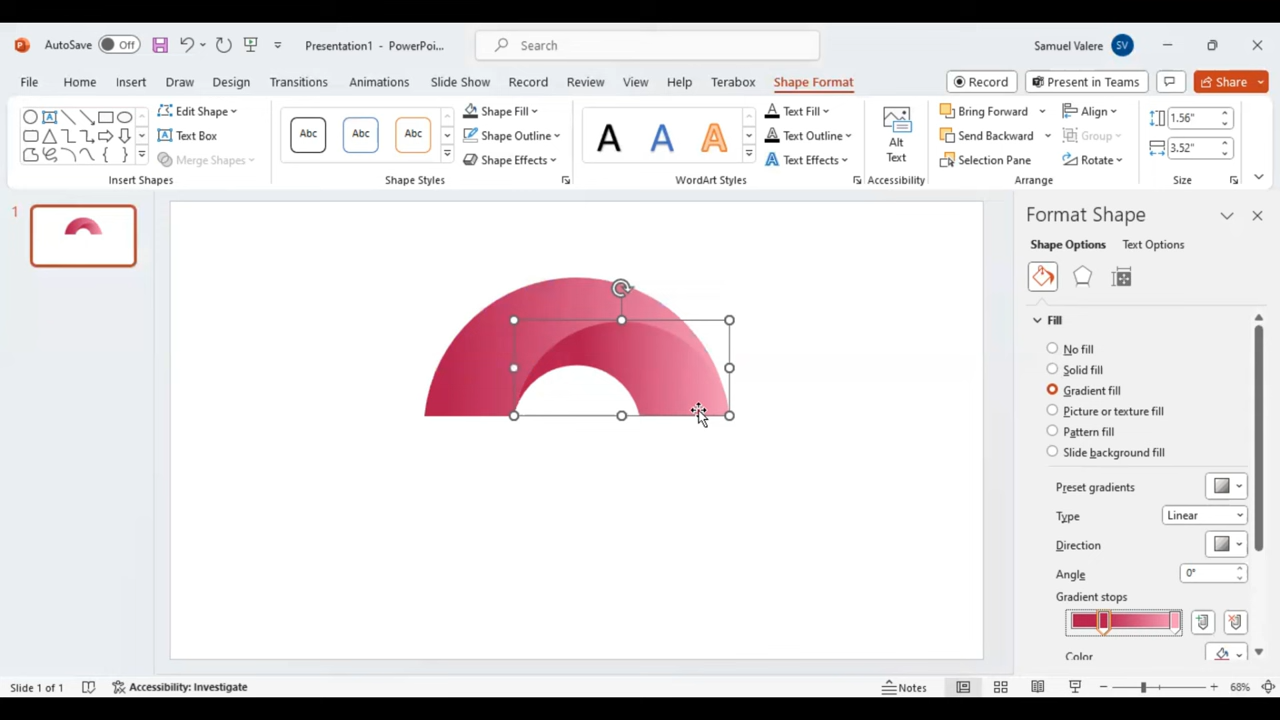 AutoSave Off Presentation1 - PowerPoi... Search Samuel Valere SV
File Home Insert Draw Design Transitions Animations Slide Show Record Review View Help Terabox Shape Format Record Present in Teams Share
Edit Shape Text Box Merge Shapes Insert Shapes
Abc Abc Abc Shape Fill Shape Outline Shape Effects Shape Styles
A A A Text Fill Text Outline Text Effects WordArt Styles
Alt Text Accessibility
Bring Forward Send Backward Selection Pane Align Group Rotate Arrange
1.56" 3.52" Size
1
Format Shape
Shape Options Text Options
Fill
No fill
Solid fill
Gradient fill
Picture or texture fill
Pattern fill
Slide background fill
Preset gradients
Type Linear
Direction
Angle 0°
Gradient stops
Color
Slide 1 of 1 Accessibility: Investigate Notes 68%